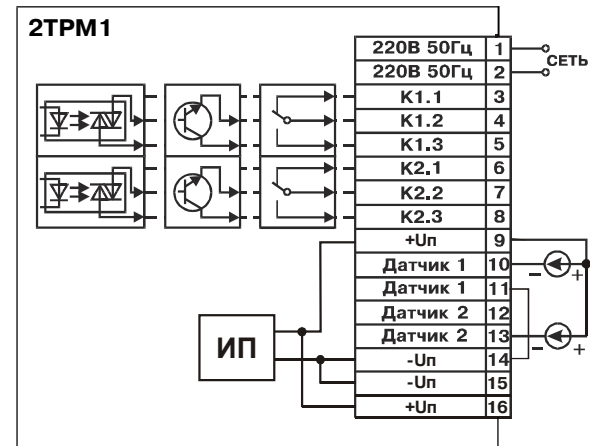 2ТРМ1
220В 50Гц 1
СЕТЬ
220В 50Гц 2
К1.1 3
К1.2 4
К1.3 5
К2.1 6
К2.2 7
К2.3 8
+Uп 9
Датчик 1 10
- +
Датчик 1 11
Датчик 2 12
Датчик 2 13
- +
ИП
-Uп 14
-Uп 15
+Uп 16